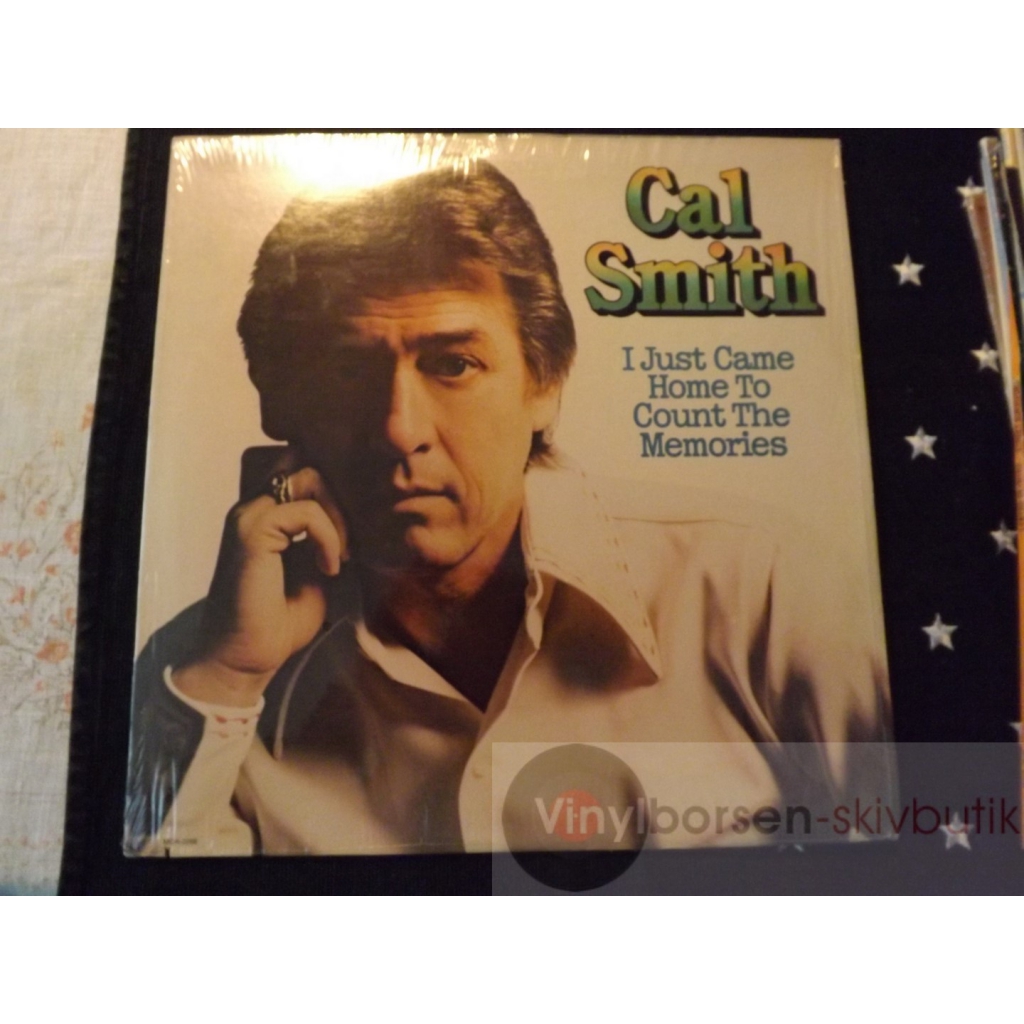 Cal
Smith
I Just Came
Home To
Count The
Memories
Vinylborsen-skivbutik